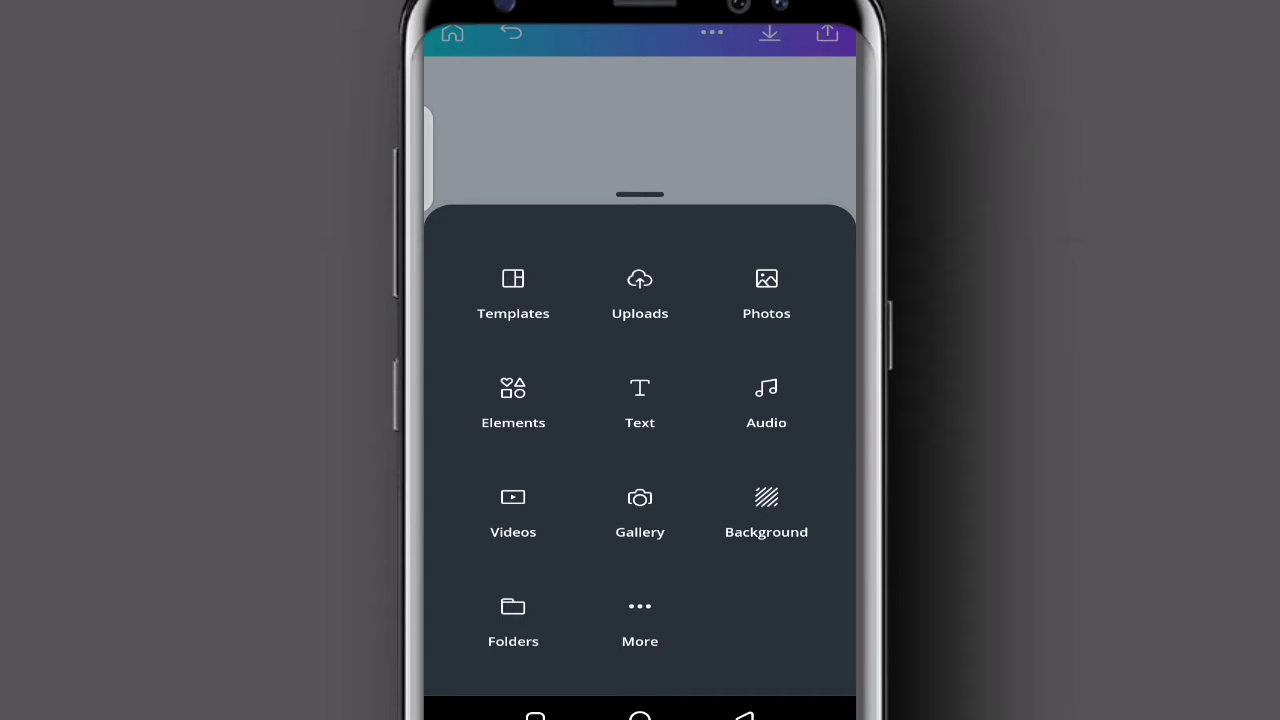 Templates Uploads Photos
Elements Text Audio
Videos Gallery Background
Folders More